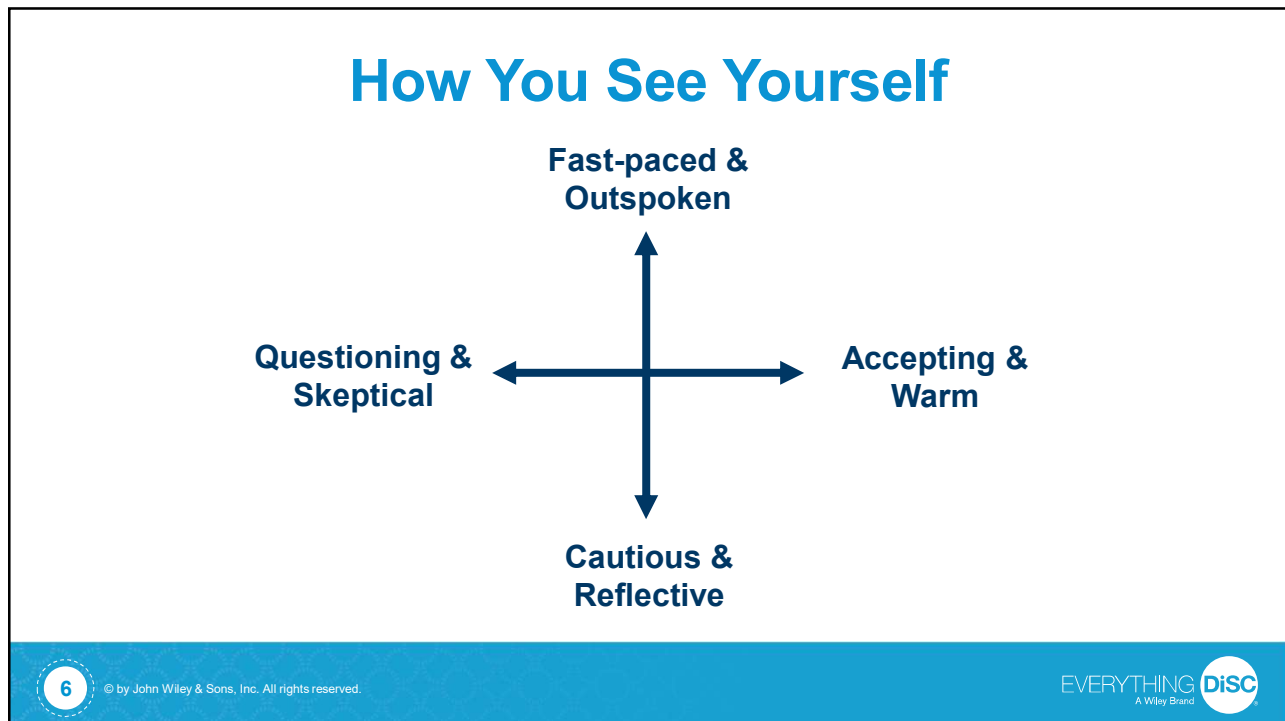 How You See Yourself
Fast-paced &
Outspoken
Questioning &
Skeptical
Accepting &
Warm
Cautious &
Reflective
6
© by John Wiley & Sons, Inc. All rights reserved.
EVERYTHING DiSC®
A Wiley Brand